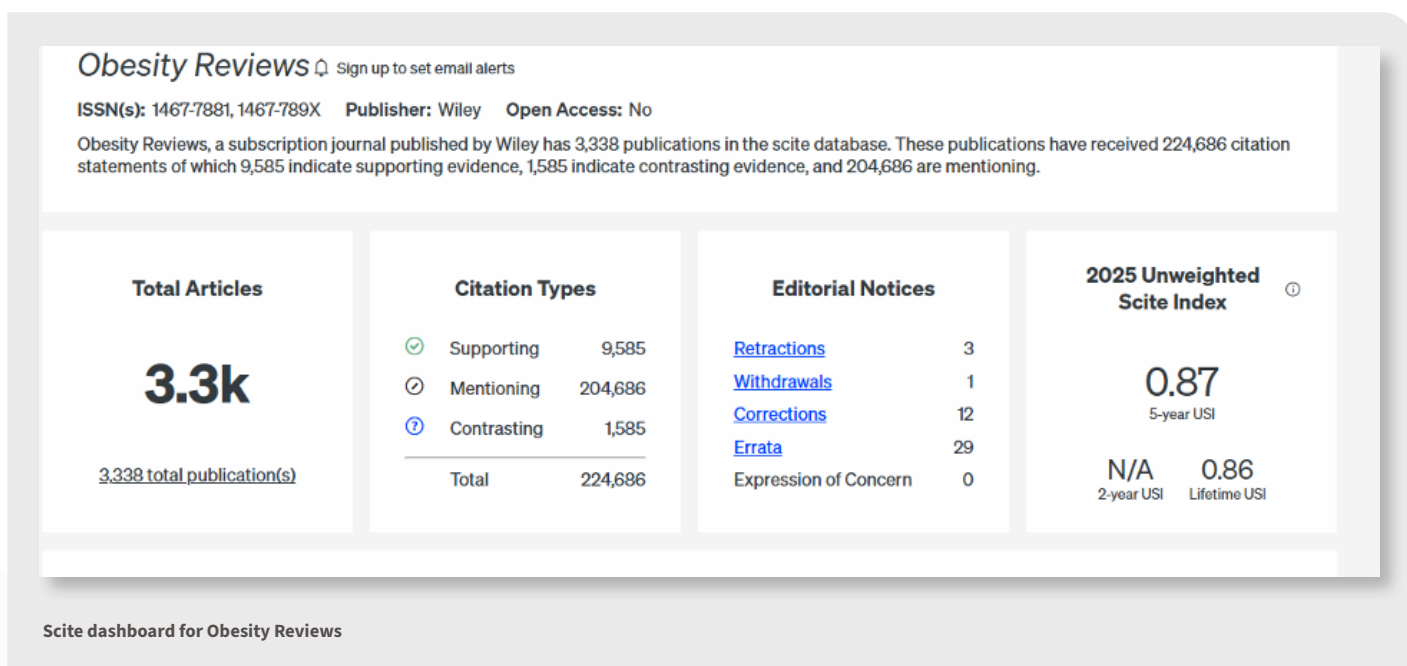 Obesity Reviews Sign up to set email alerts
ISSN(s): 1467-7881, 1467-789X Publisher: Wiley Open Access: No
Obesity Reviews, a subscription journal published by Wiley has 3,338 publications in the scite database. These publications have received 224,686 citation
statements of which 9,585 indicate supporting evidence, 1,585 indicate contrasting evidence, and 204,686 are mentioning.
Total Articles
3.3k
3,338 total publication(s)
Citation Types
Supporting 9,585
Mentioning 204,686
Contrasting 1,585
Total 224,686
Editorial Notices
Retractions 3
Withdrawals 1
Corrections 12
Errata 29
Expression of Concern 0
2025 Unweighted
Scite Index
0.87
5-year USI
N/A 0.86
2-year USI Lifetime USI
Scite dashboard for Obesity Reviews